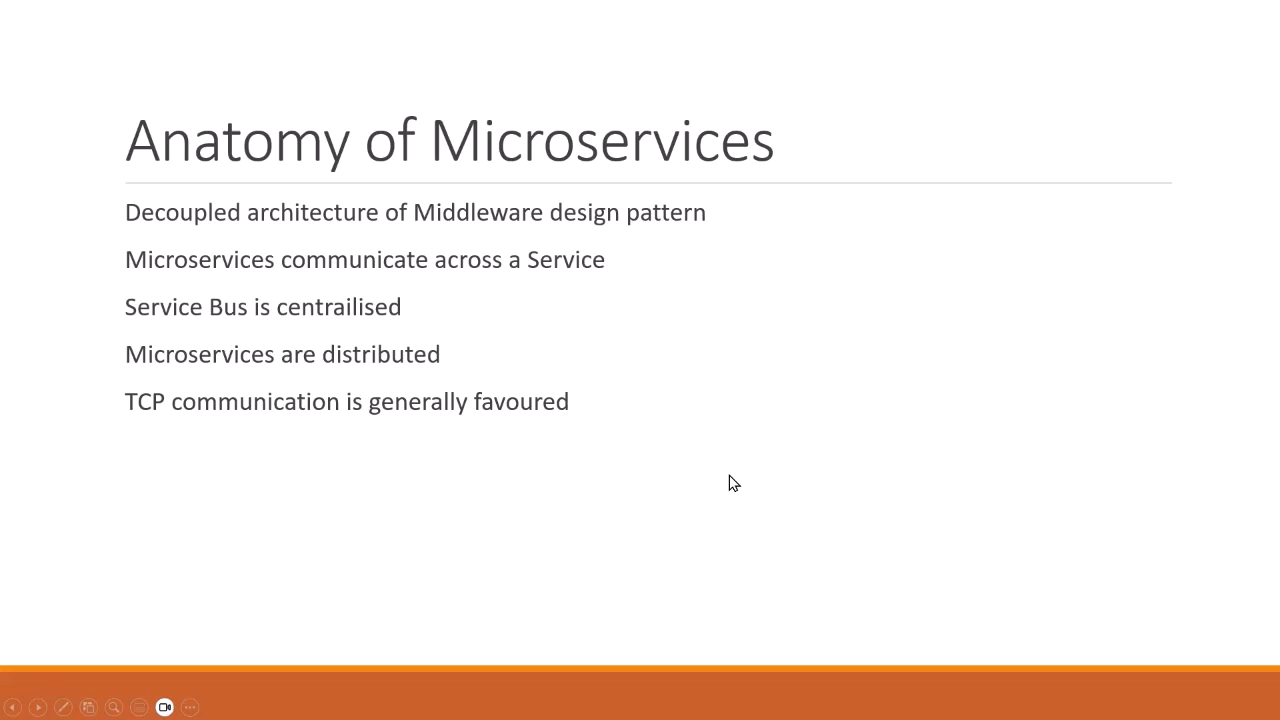 Anatomy of Microservices
Decoupled architecture of Middleware design pattern
Microservices communicate across a Service
Service Bus is centrailised
Microservices are distributed
TCP communication is generally favoured